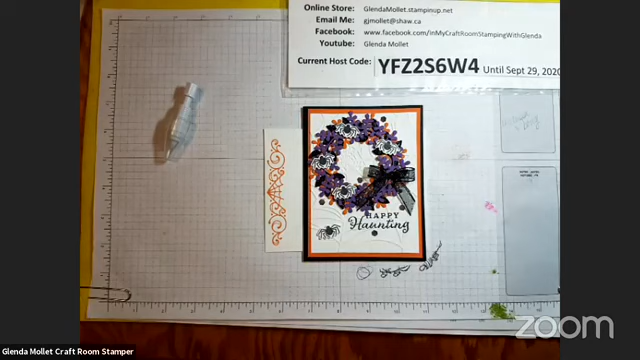 Online Store: GlendaMollet.stampinup.net
Email Me: gjmollet@shaw.ca
Facebook: www.facebook.com/inMyCraftRoomStampingWithGlenda
Youtube: Glenda Mollet
Current Host Code: YFZ2S6W4 Until Sept 29, 2020
HAPPY
Haunting
zoom
Glenda Mollet Craft Room Stamper